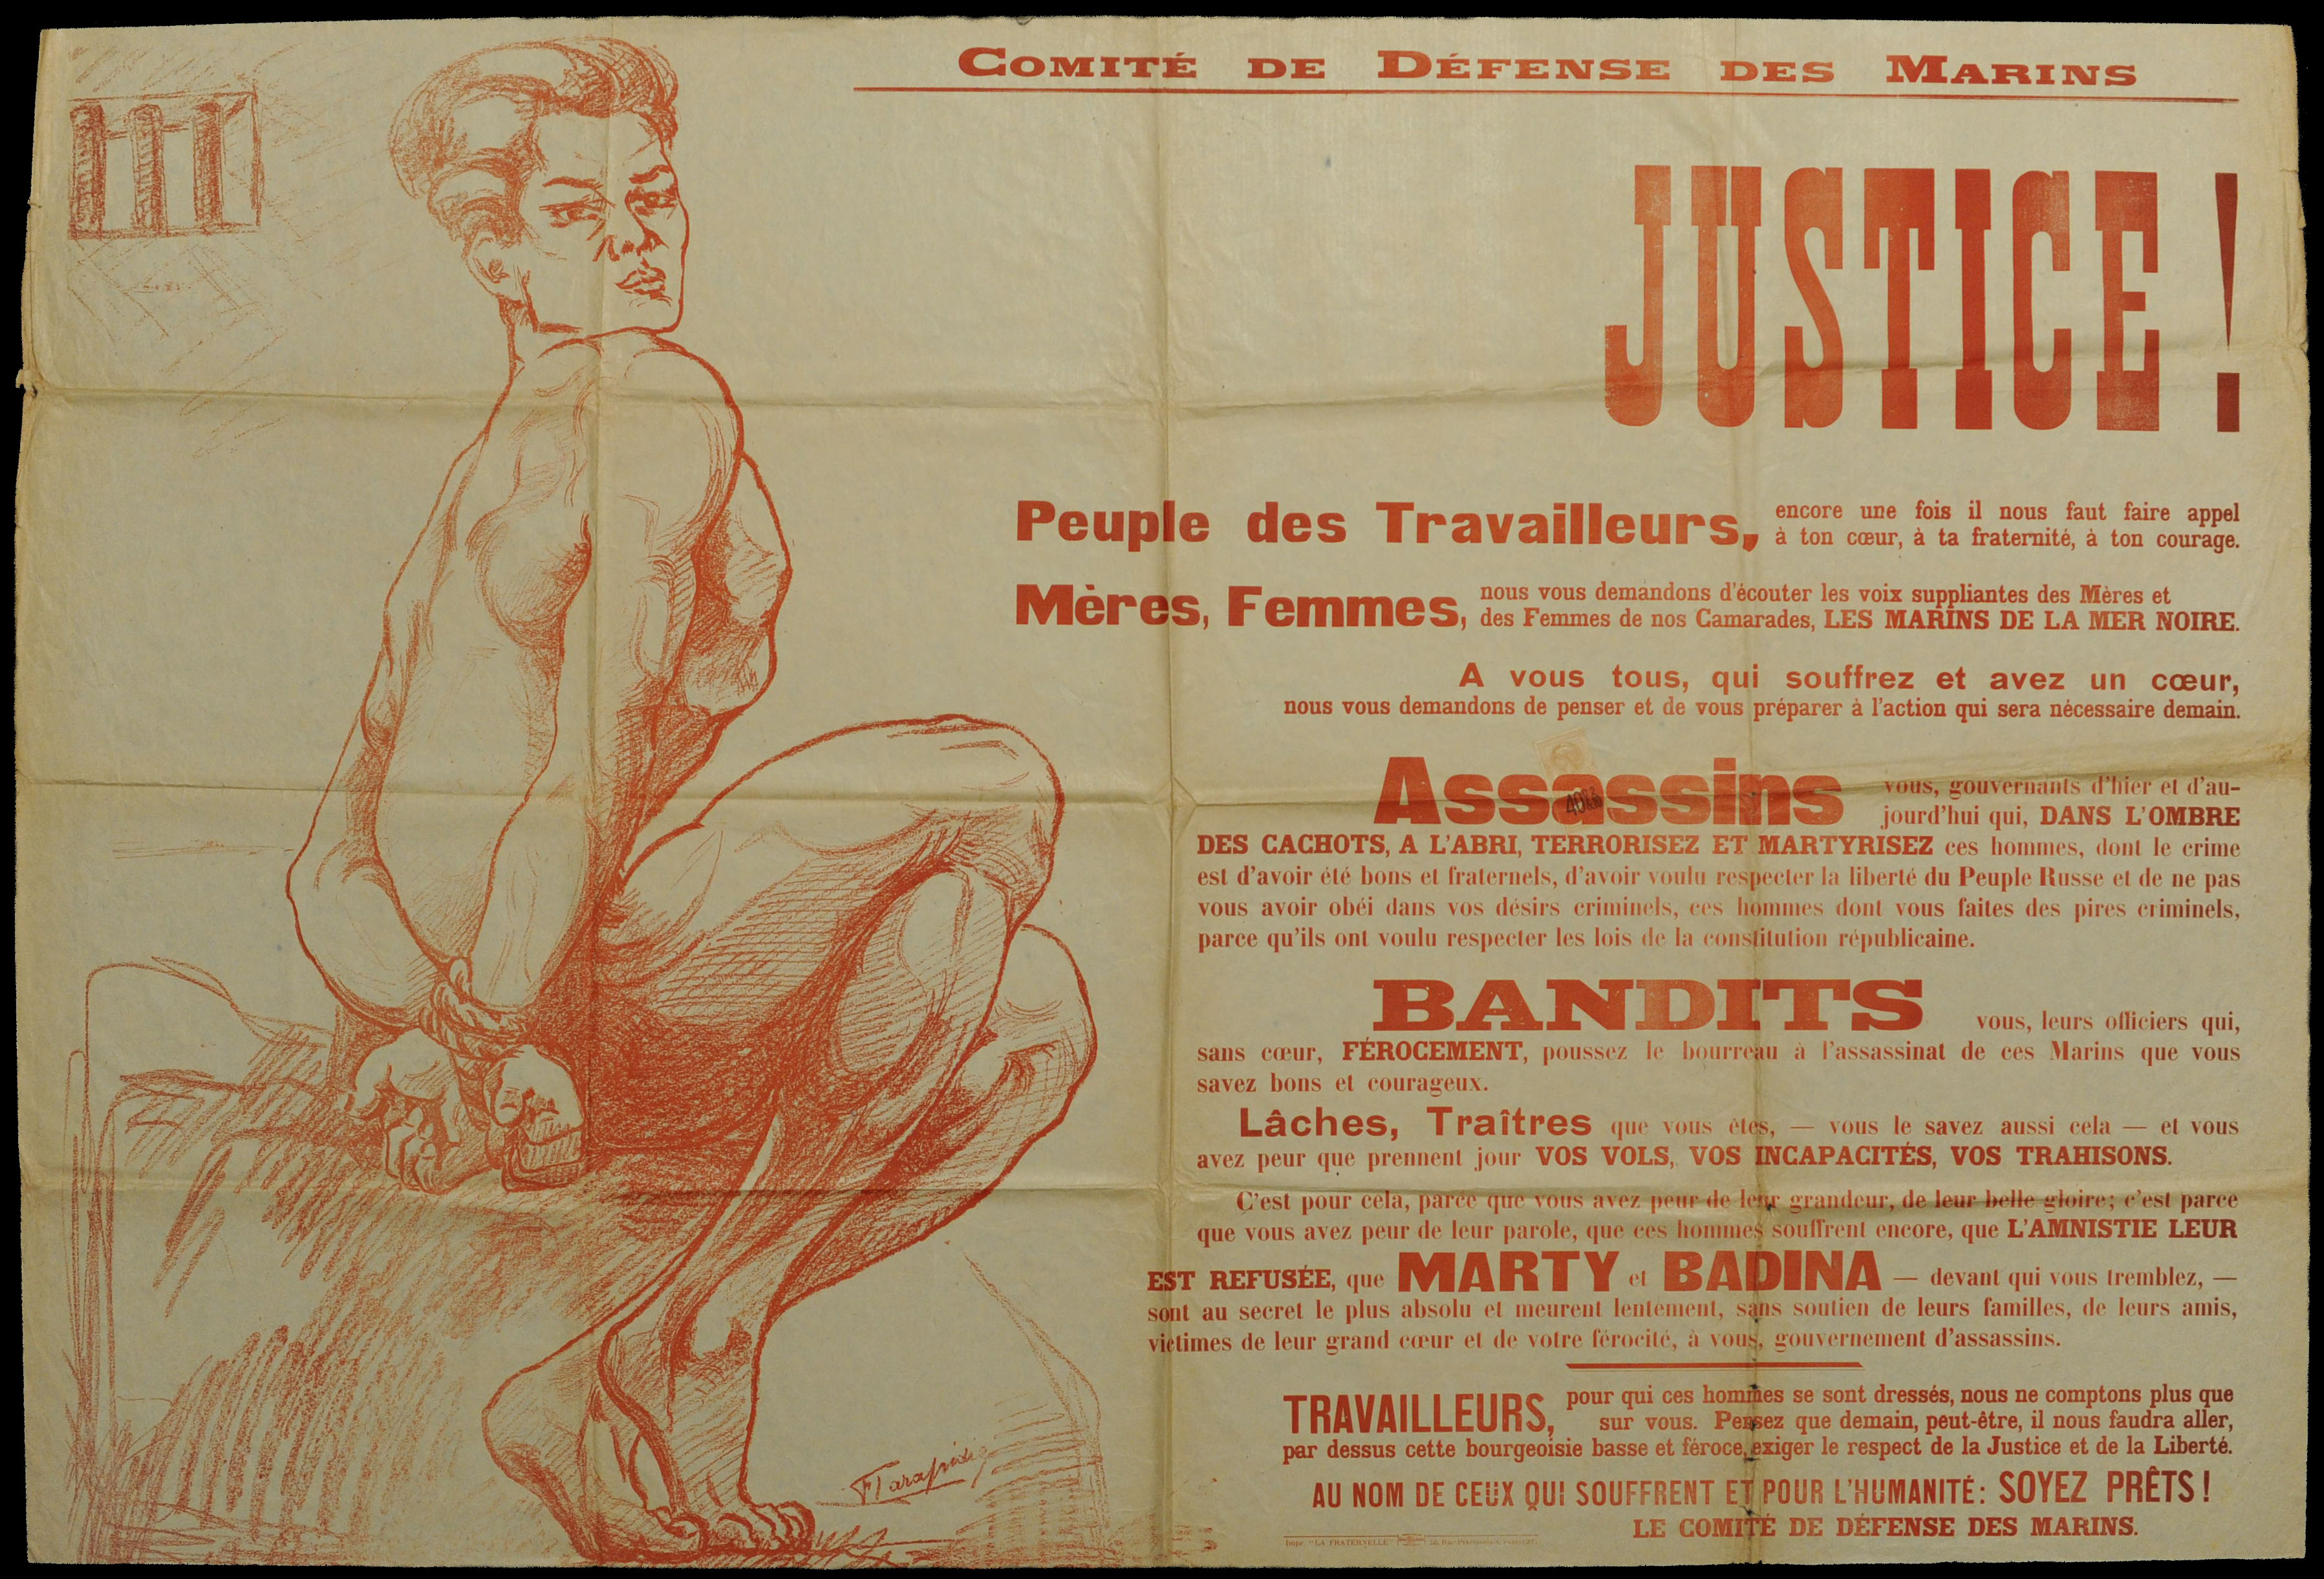 COMITÉ DE DÉFENSE DES MARINS
JUSTICE !
Peuple des Travailleurs, encore une fois il nous faut faire appel
à ton cœur, à ta fraternité, à ton courage.
Mères, Femmes, nous vous demandons d'écouter les voix suppliantes des Mères et
des Femmes de nos Camarades, LES MARINS DE LA MER NOIRE.
A vous tous, qui souffrez et avez un cœur,
nous vous demandons de penser et de vous préparer à l'action qui sera nécessaire demain.
Assassins vous, gouvernants d'hier et d'au-
jourd'hui qui, DANS L'OMBRE
DES CACHOTS, A L'ABRI, TERRORISEZ ET MARTYRISEZ ces hommes, dont le crime
est d'avoir été bons et fraternels, d'avoir voulu respecter la liberté du Peuple Russe et de ne pas
vous avoir obéi dans vos désirs criminels, ces hommes dont vous faites des pires criminels,
parce qu'ils ont voulu respecter les lois de la constitution républicaine.
BANDITS vous, leurs officiers qui,
sans cœur, FÉROCEMENT, poussez le bourreau à l'assassinat de ces Marins que vous
savez bons et courageux.
Lâches, Traîtres que vous êtes, — vous le savez aussi cela — et vous
avez peur que prennent jour VOS VOLS, VOS INCAPACITÉS, VOS TRAHISONS.
C'est pour cela, parce que vous avez peur de leur grandeur, de leur belle gloire; c'est parce
que vous avez peur de leur parole, que ces hommes souffrent encore, que L'AMNISTIE LEUR
EST REFUSÉE, que MARTY et BADINA — devant qui vous tremblez, —
sont au secret le plus absolu et meurent lentement, sans soutien de leurs familles, de leurs amis,
victimes de leur grand cœur et de votre férocité, à vous, gouvernement d'assassins.
TRAVAILLEURS, pour qui ces hommes se sont dressés, nous ne comptons plus que
sur vous. Pensez que demain, peut-être, il nous faudra aller,
par dessus cette bourgeoisie basse et féroce, exiger le respect de la Justice et de la Liberté.
AU NOM DE CEUX QUI SOUFFRENT ET POUR L'HUMANITÉ: SOYEZ PRÊTS !
LE COMITÉ DE DÉFENSE DES MARINS.
Impr. "LA FRATERNELLE"